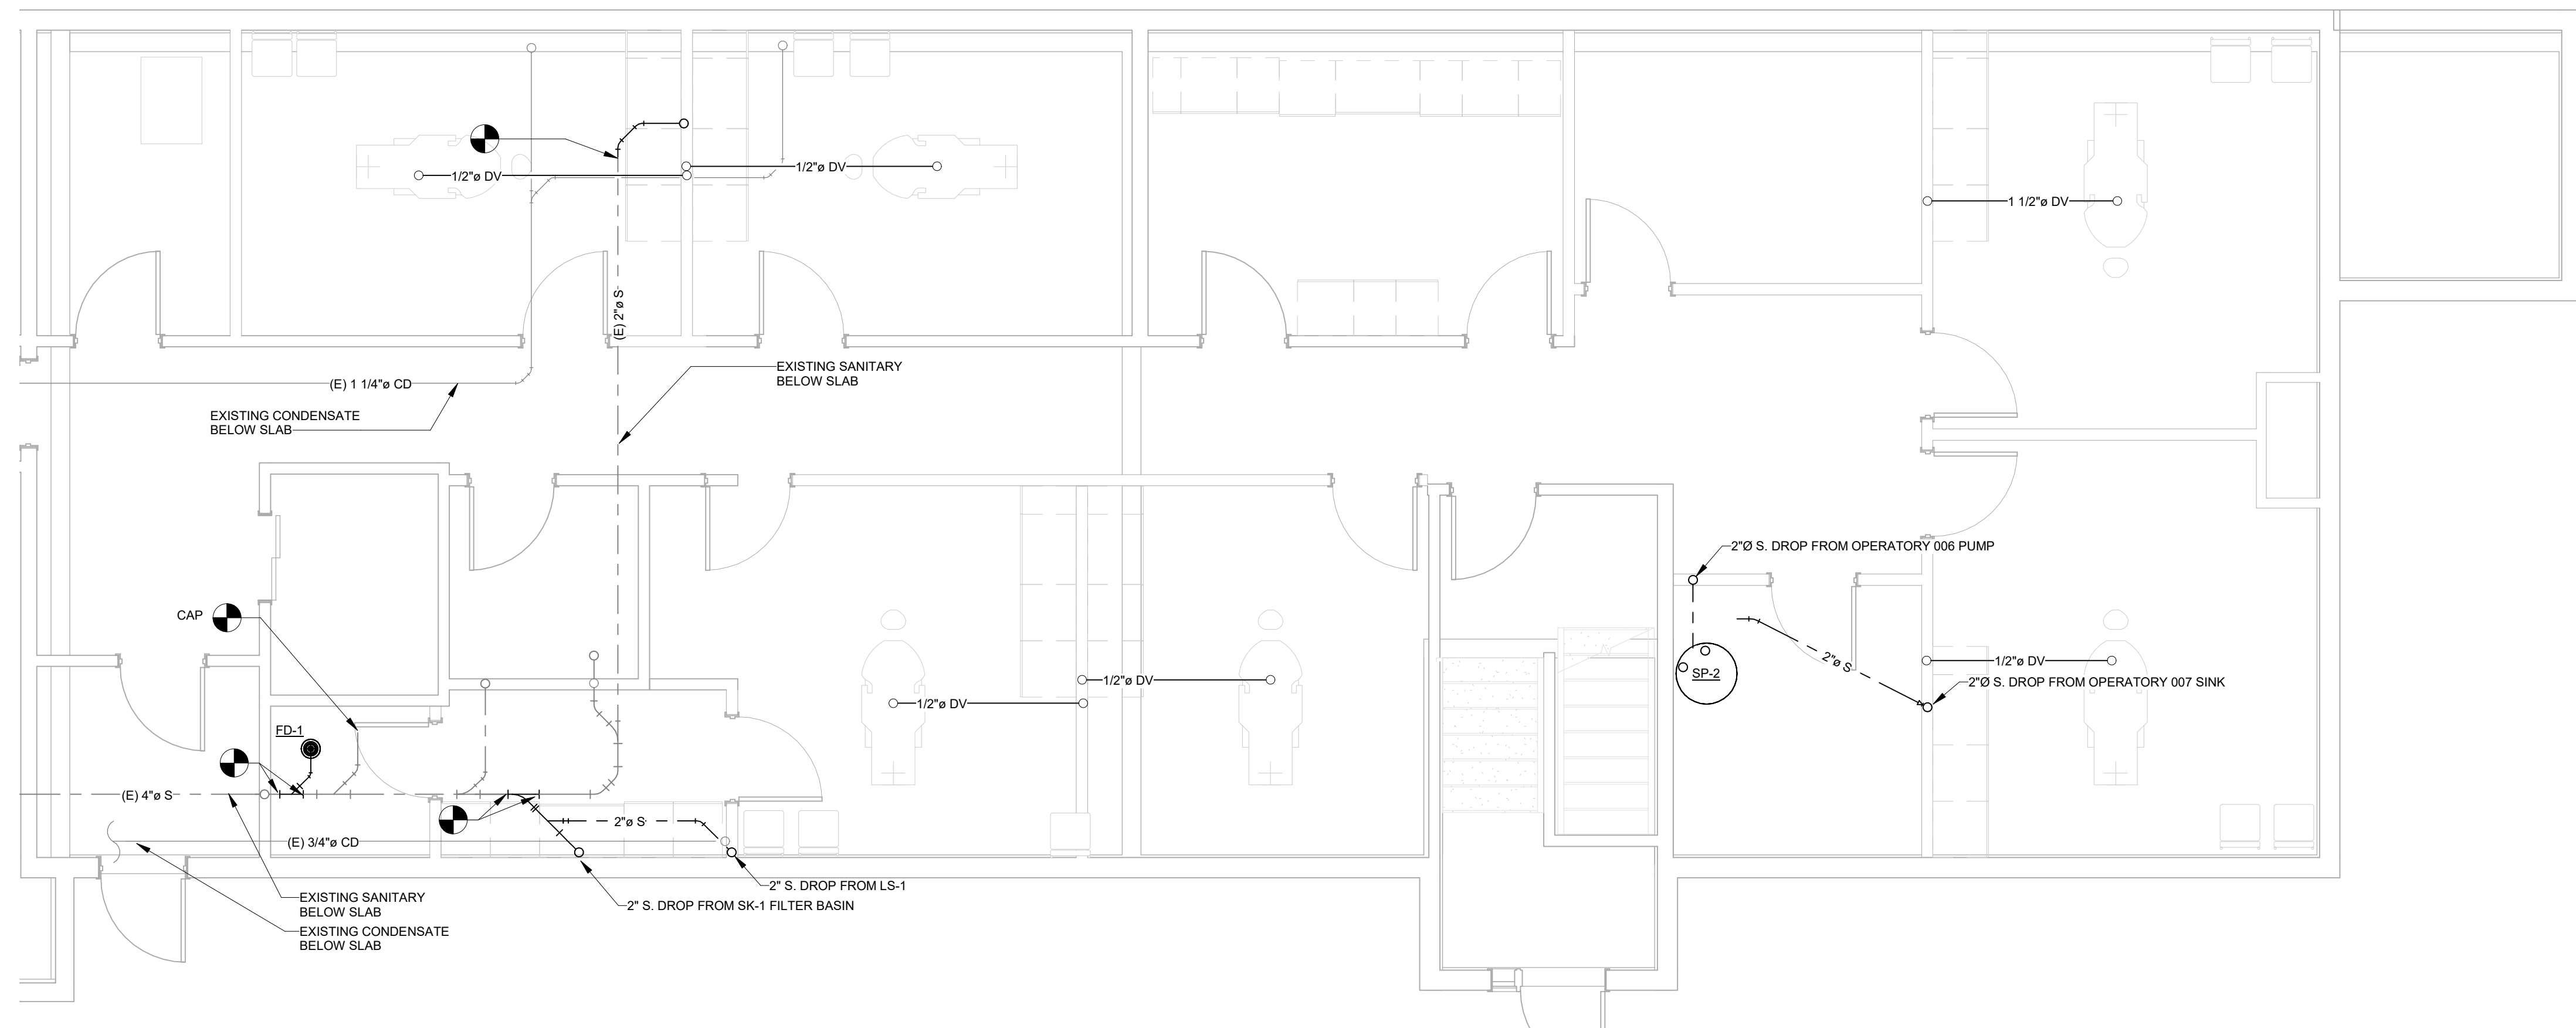 1/2"ø DV
1/2"ø DV
1 1/2"ø DV
(E) 2"ø S
EXISTING SANITARY
BELOW SLAB
(E) 1 1/4"ø CD
EXISTING CONDENSATE
BELOW SLAB
2"Ø S. DROP FROM OPERATORY 006 PUMP
CAP
2"ø S
1/2"ø DV
SP-2
1/2"ø DV
2"Ø S. DROP FROM OPERATORY 007 SINK
1/2"ø DV
FD-1
(E) 4"ø S
2"ø S
(E) 3/4"ø CD
2" S. DROP FROM LS-1
EXISTING SANITARY
BELOW SLAB
2" S. DROP FROM SK-1 FILTER BASIN
EXISTING CONDENSATE
BELOW SLAB